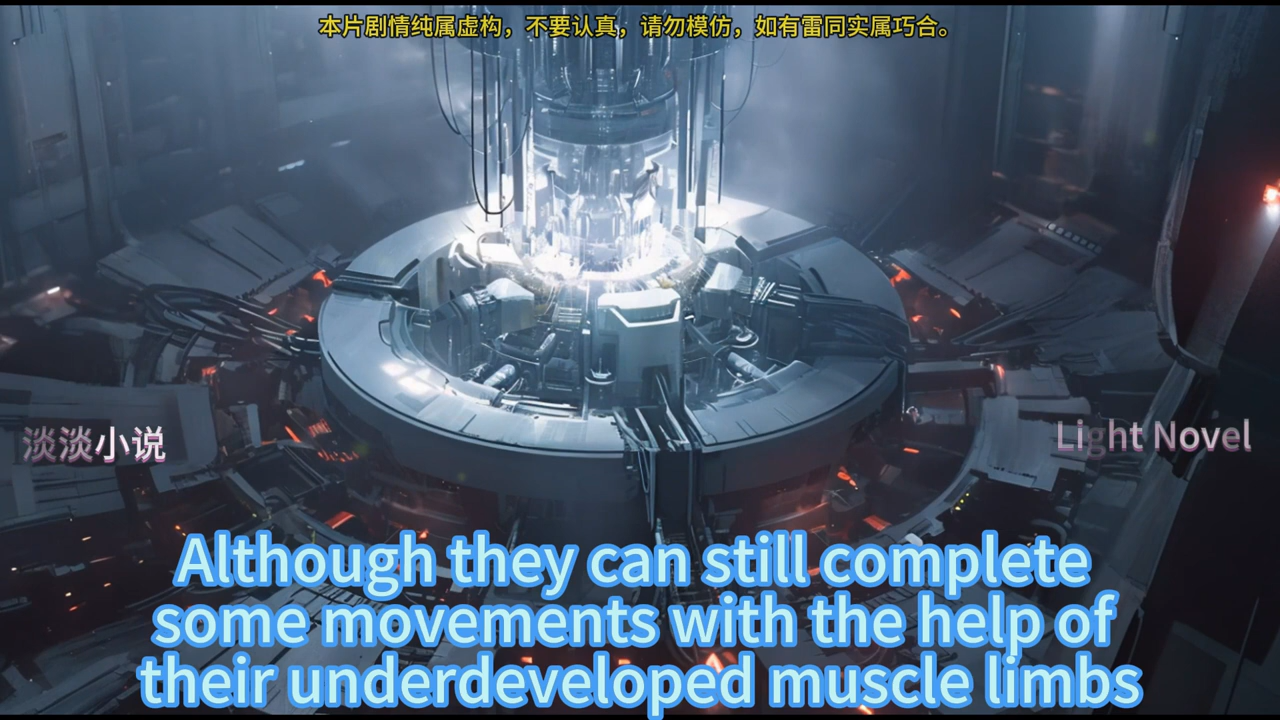 本片剧情纯属虚构，不要认真，请勿模仿，如有雷同实属巧合。
淡淡小说
Light Novel
Although they can still complete
some movements with the help of
their underdeveloped muscle limbs